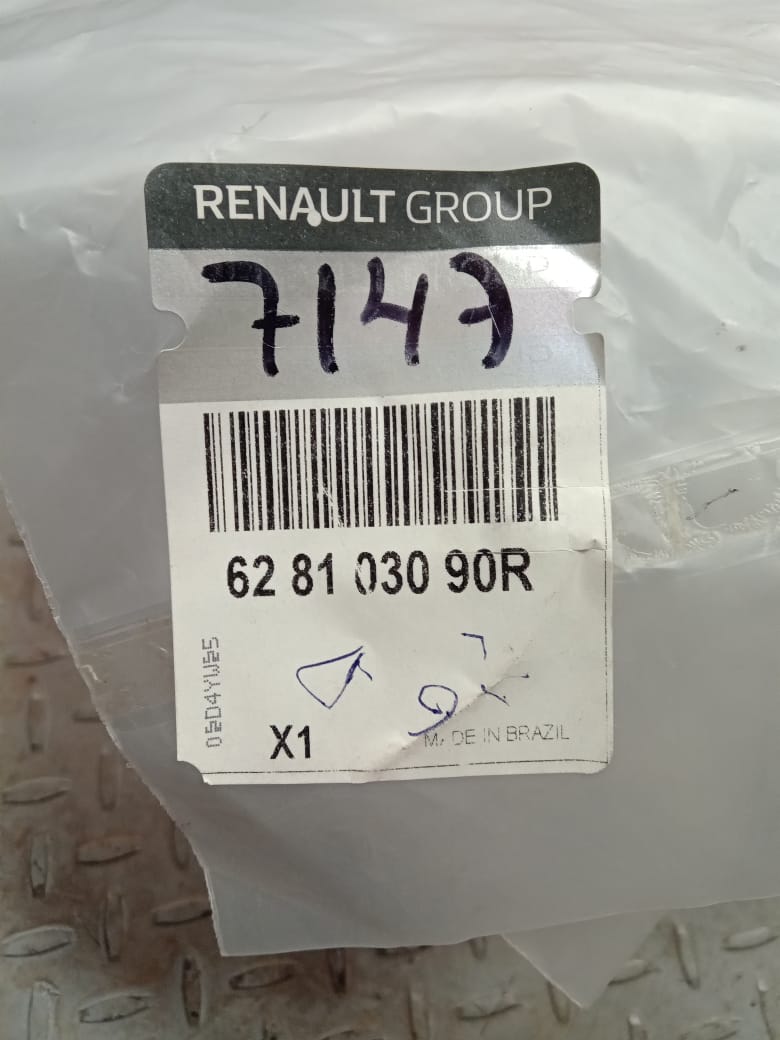 RENAULT GROUP
7147
62 81 030 90R
X1
MADE IN BRAZIL